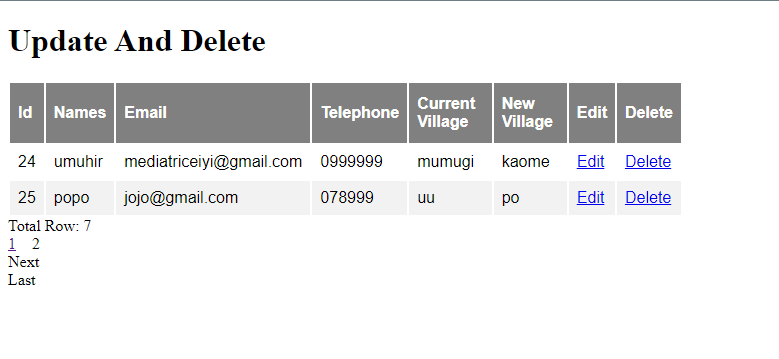 Update And Delete
Id Names Email Telephone Current Village New Village Edit Delete
24 umuhir mediatriceiyi@gmail.com 0999999 mumugi kaome Edit Delete
25 popo jojo@gmail.com 078999 uu po Edit Delete
Total Row: 7
1 2
Next
Last